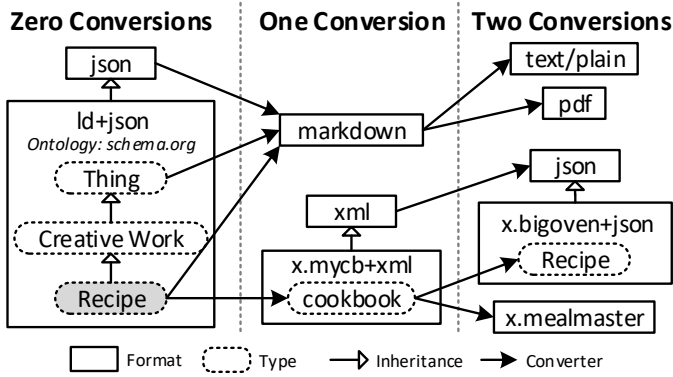 Zero Conversions
One Conversion
Two Conversions
json
ld+json
Ontology: schema.org
Thing
Creative Work
Recipe
markdown
xml
x.mycb+xml
cookbook
text/plain
pdf
json
x.bigoven+json
Recipe
x.mealmaster
Format
Type
Inheritance
Converter